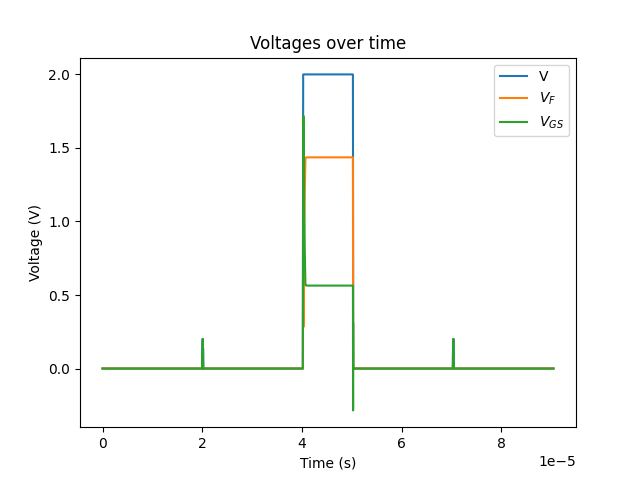 Voltages over time
V
V_F
V_GS
2.0
1.5
1.0
0.5
0.0
Voltage (V)
0 2 4 6 8
Time (s)
1e−5